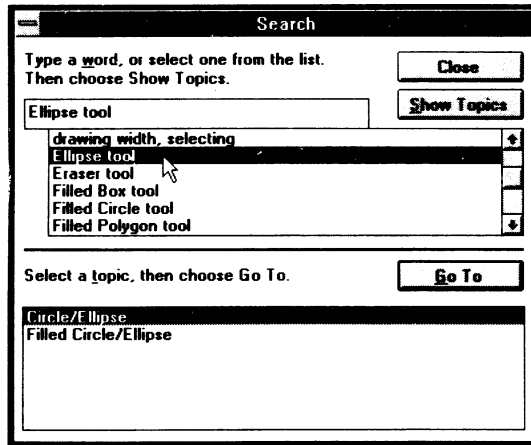 Search
Type a word, or select one from the list.
Then choose Show Topics.
Close
Show Topics
Ellipse tool
drawing width, selecting
Ellipse tool
Eraser tool
Filled Box tool
Filled Circle tool
Filled Polygon tool
Select a topic, then choose Go To.
Go To
Circle/Ellipse
Filled Circle/Ellipse